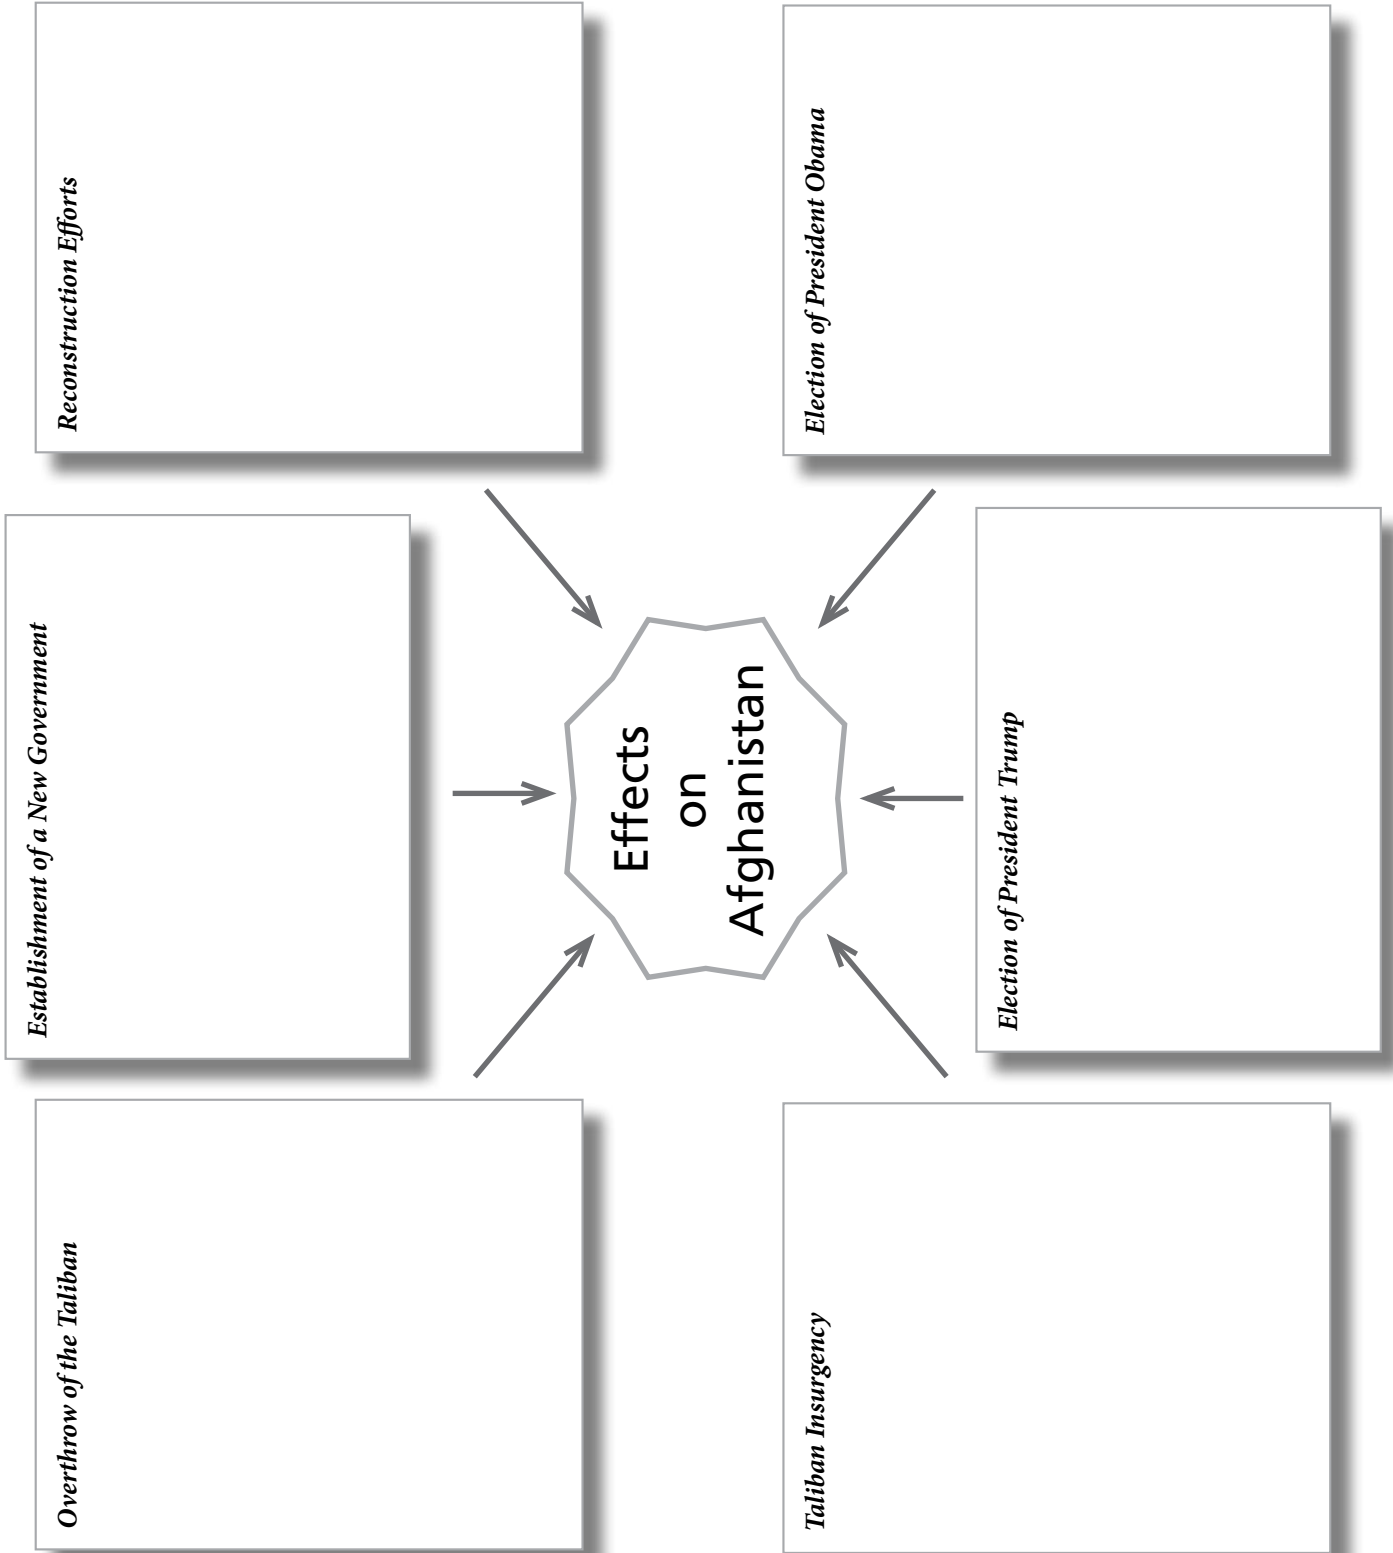 Overthrow of the Taliban
Establishment of a New Government
Reconstruction Efforts
Effects
on
Afghanistan
Taliban Insurgency
Election of President Trump
Election of President Obama